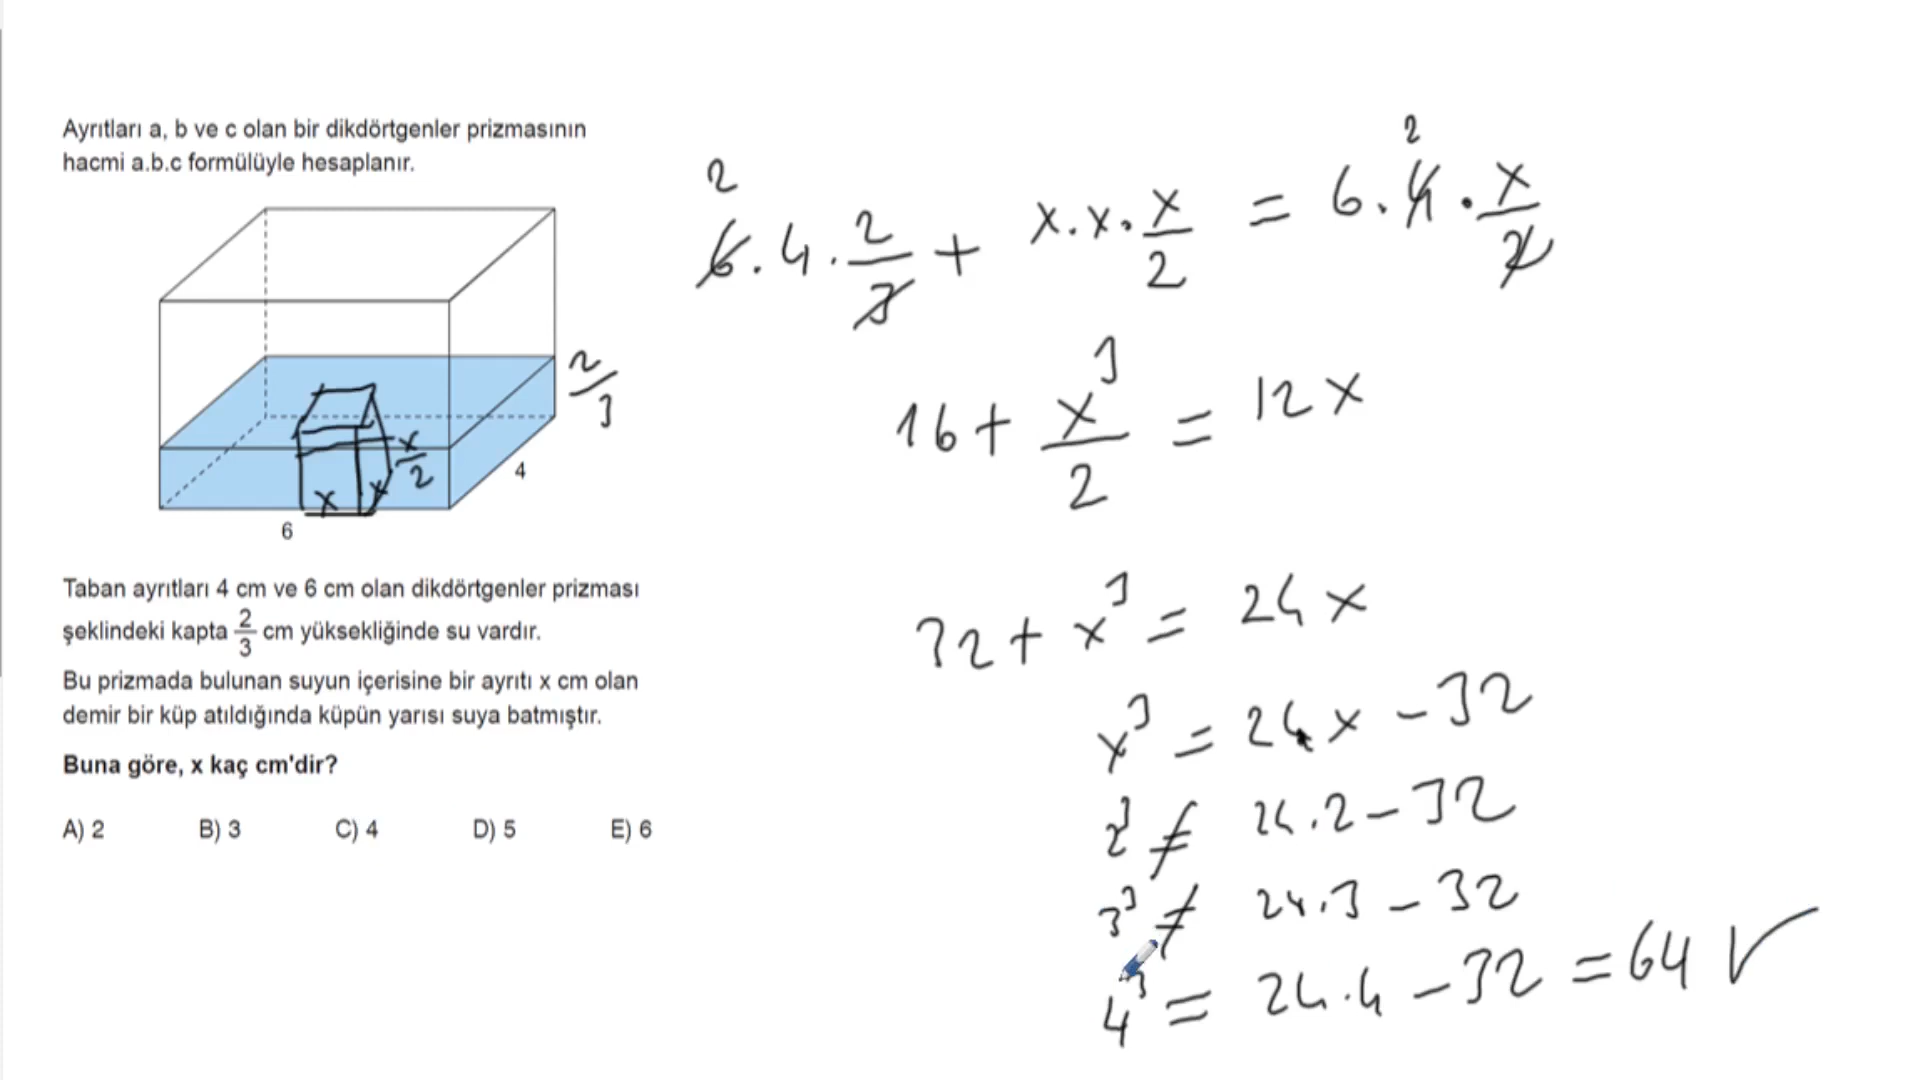 Ayrıtları a, b ve c olan bir dikdörtgenler prizmasının
hacmi a.b.c formülüyle hesaplanır.
2/3
x/2
x x
4
6
Taban ayrıtları 4 cm ve 6 cm olan dikdörtgenler prizması
şeklindeki kapta 2/3 cm yüksekliğinde su vardır.
Bu prizmada bulunan suyun içerisine bir ayrıtı x cm olan
demir bir küp atıldığında küpün yarısı suya batmıştır.
Buna göre, x kaç cm'dir?
A) 2 B) 3 C) 4 D) 5 E) 6
2 2
6 . 4 . 2/3 + x . x . x/2 = 6 . 4 . x/2
16 + x³/2 = 12x
32 + x³ = 24x
x³ = 24x - 32
2³ ≠ 24.2 - 32
3³ ≠ 24.3 - 32
4³ = 24.4 - 32 = 64 ✓